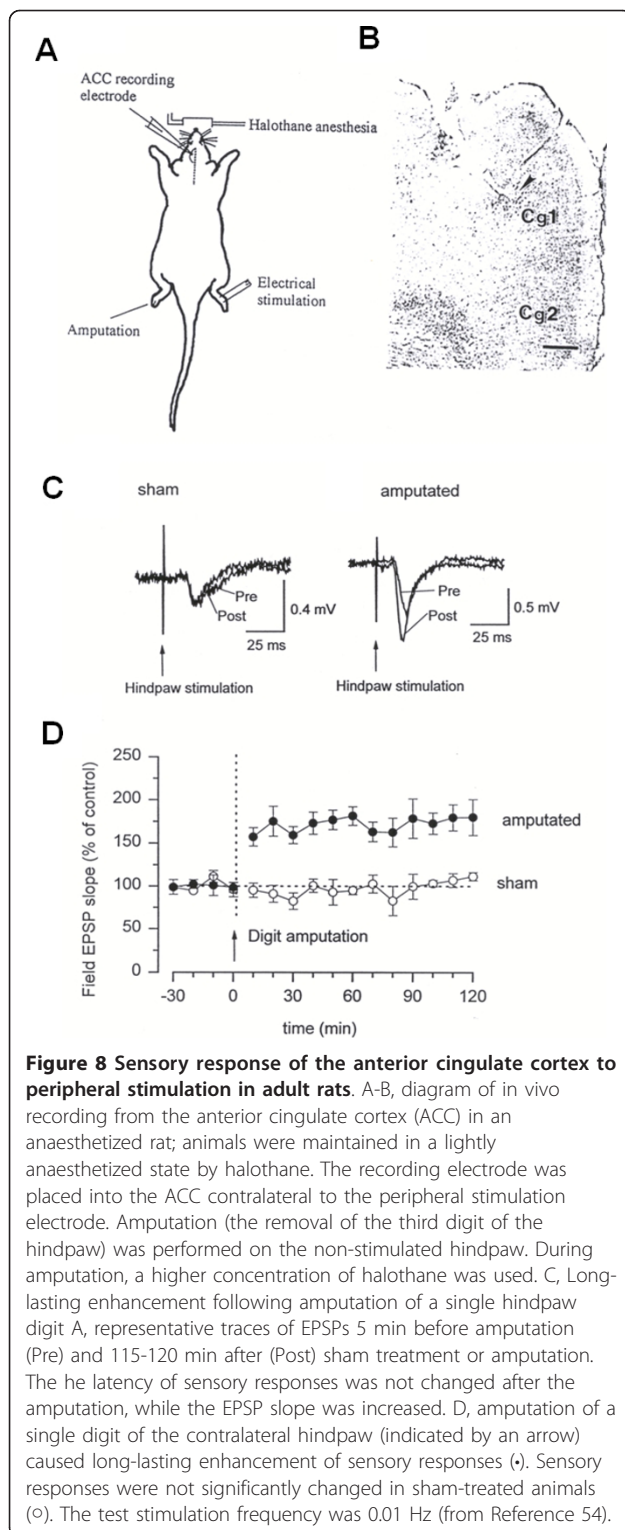 A
ACC recording
electrode
Halothane anesthesia
Electrical
stimulation
Amputation
B
Cg1
Cg2
C
sham
amputated
Pre
Post
0.4 mV
25 ms
Hindpaw stimulation
Pre
Post
0.5 mV
25 ms
Hindpaw stimulation
D
Field EPSP slope (% of control)
250
200
150
100
50
0
amputated
sham
Digit amputation
-30 0 30 60 90 120
time (min)
Figure 8 Sensory response of the anterior cingulate cortex to
peripheral stimulation in adult rats. A-B, diagram of in vivo
recording from the anterior cingulate cortex (ACC) in an
anaesthetized rat; animals were maintained in a lightly
anaesthetized state by halothane. The recording electrode was
placed into the ACC contralateral to the peripheral stimulation
electrode. Amputation (the removal of the third digit of the
hindpaw) was performed on the non-stimulated hindpaw. During
amputation, a higher concentration of halothane was used. C, Long-
lasting enhancement following amputation of a single hindpaw
digit A, representative traces of EPSPs 5 min before amputation
(Pre) and 115-120 min after (Post) sham treatment or amputation.
The he latency of sensory responses was not changed after the
amputation, while the EPSP slope was increased. D, amputation of a
single digit of the contralateral hindpaw (indicated by an arrow)
caused long-lasting enhancement of sensory responses (•). Sensory
responses were not significantly changed in sham-treated animals
(○). The test stimulation frequency was 0.01 Hz (from Reference 54).